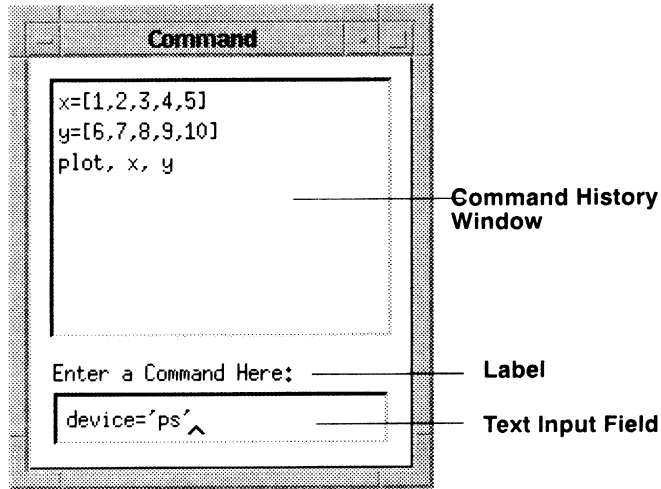 Command
x=[1,2,3,4,5]
y=[6,7,8,9,10]
plot, x, y
Command History
Window
Enter a Command Here:
Label
device='ps'
Text Input Field